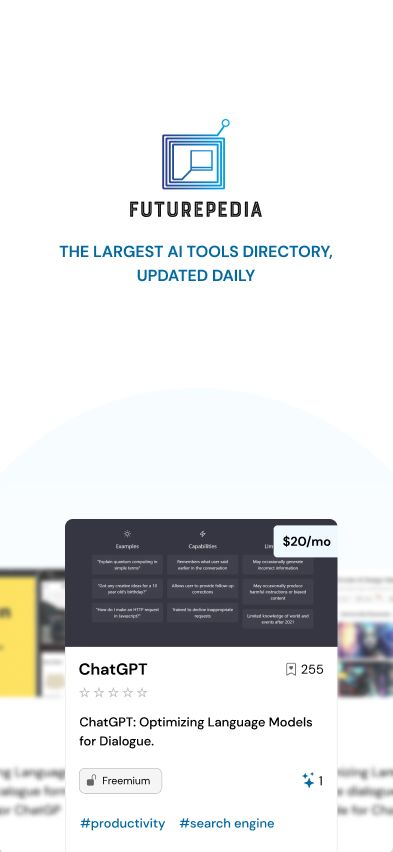 FUTUREPEDIA
THE LARGEST AI TOOLS DIRECTORY,
UPDATED DAILY
$20/mo
Examples
Capabilities
"Explain quantum computing in
simple terms"
Remembers what user said
earlier in the conversation
May occasionally generate
incorrect information
"Got any creative ideas for a 10
year old's birthday?"
Allows user to provide follow-up
corrections
May occasionally produce
harmful instructions or biased
content
"How do I make an HTTP request
in Javascript?"
Trained to decline inappropriate
requests
Limited knowledge of world and
events after 2021
ChatGPT
255
ChatGPT: Optimizing Language Models
for Dialogue.
Freemium
1
#productivity #search engine